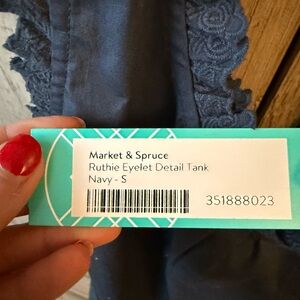 Market & Spruce
Ruthie Eyelet Detail Tank
Navy - S
351888023